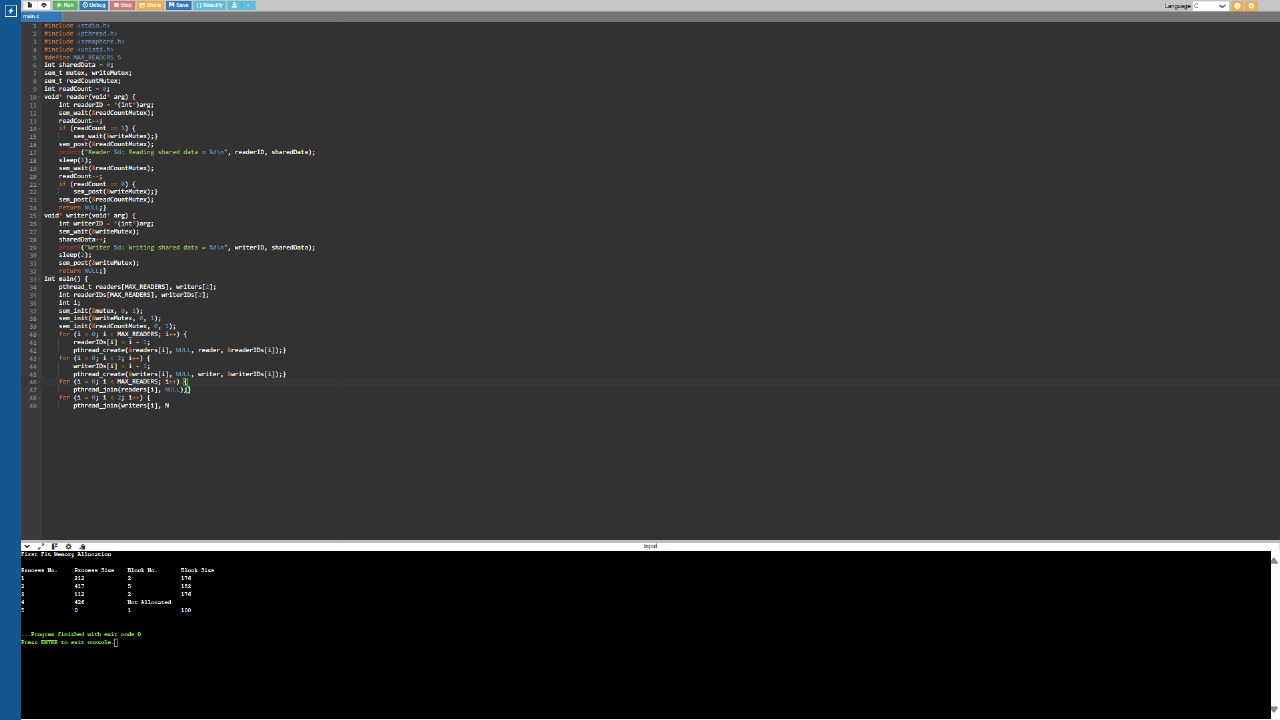 Run Debug Stop Share Save Beautify Language C
main.c
1 #include <stdio.h>
2 #include <pthread.h>
3 #include <semaphore.h>
4 #include <unistd.h>
5 #define MAX_READERS 5
6 int sharedData = 0;
7 sem_t mutex, writeMutex;
8 sem_t readCountMutex;
9 int readCount = 0;
10 void* reader(void* arg) {
11 int readerID = *(int*)arg;
12 sem_wait(&readCountMutex);
13 readCount++;
14 if (readCount == 1) {
15 sem_wait(&writeMutex);}
16 sem_post(&readCountMutex);
17 printf("Reader %d: Reading shared data = %d\n", readerID, sharedData);
18 sleep(1);
19 sem_wait(&readCountMutex);
20 readCount--;
21 if (readCount == 0) {
22 sem_post(&writeMutex);}
23 sem_post(&readCountMutex);
24 return NULL;}
25 void* writer(void* arg) {
26 int writerID = *(int*)arg;
27 sem_wait(&writeMutex);
28 sharedData++;
29 printf("Writer %d: Writing shared data = %d\n", writerID, sharedData);
30 sleep(2);
31 sem_post(&writeMutex);
32 return NULL;}
33 int main() {
34 pthread_t readers[MAX_READERS], writers[2];
35 int readerIDs[MAX_READERS], writerIDs[2];
36 int i;
37 sem_init(&mutex, 0, 1);
38 sem_init(&writeMutex, 0, 1);
39 sem_init(&readCountMutex, 0, 1);
40 for (i = 0; i < MAX_READERS; i++) {
41 readerIDs[i] = i + 1;
42 pthread_create(&readers[i], NULL, reader, &readerIDs[i]);}
43 for (i = 0; i < 2; i++) {
44 writerIDs[i] = i + 1;
45 pthread_create(&writers[i], NULL, writer, &writerIDs[i]);}
46 for (i = 0; i < MAX_READERS; i++) {
47 pthread_join(readers[i], NULL);}
48 for (i = 0; i < 2; i++) {
49 pthread_join(writers[i], N
input
First Fit Memory Allocation
Process No. Process Size Block No. Block Size
1 212 2 176
2 417 5 182
3 112 2 176
4 426 Not Allocated
5 0 1 100
...Program finished with exit code 0
Press ENTER to exit console.